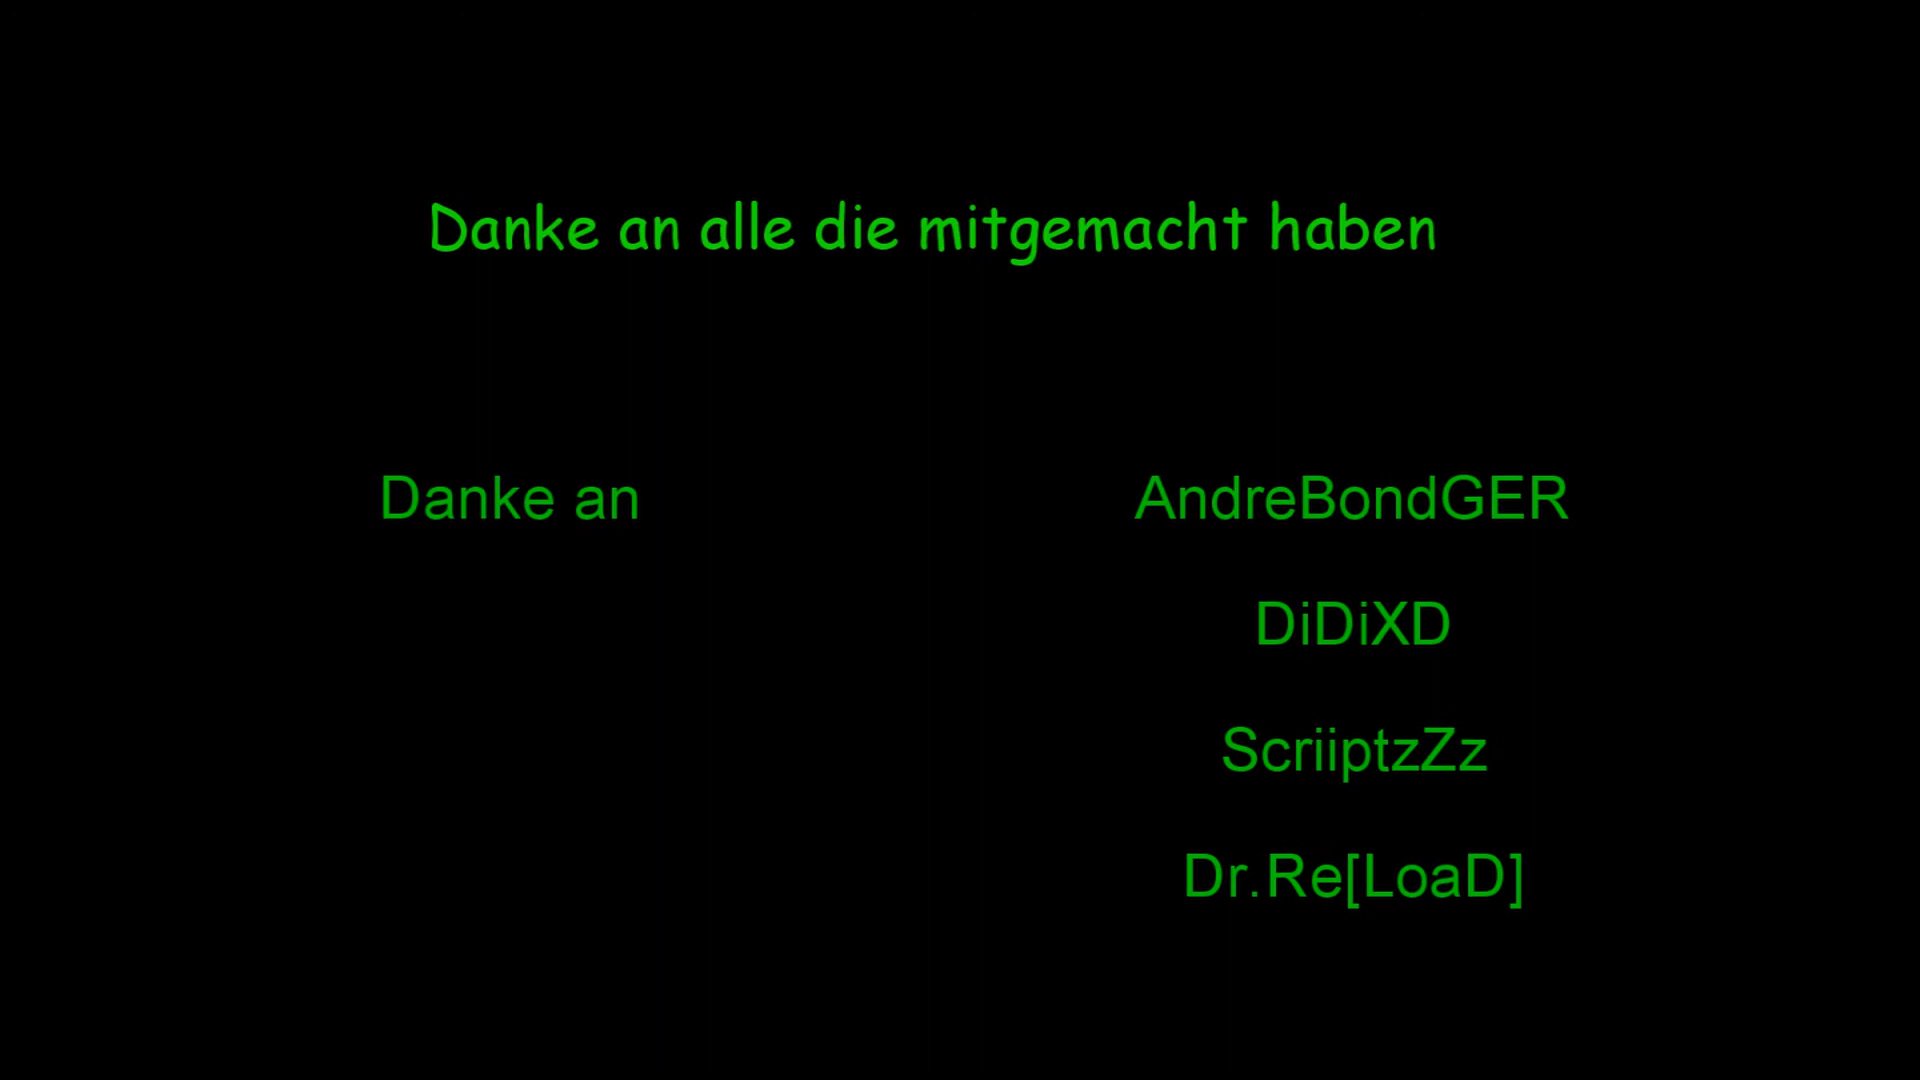 Danke an alle die mitgemacht haben
Danke an AndreBondGER
DiDiXD
ScriiptzZz
Dr.Re[LoaD]